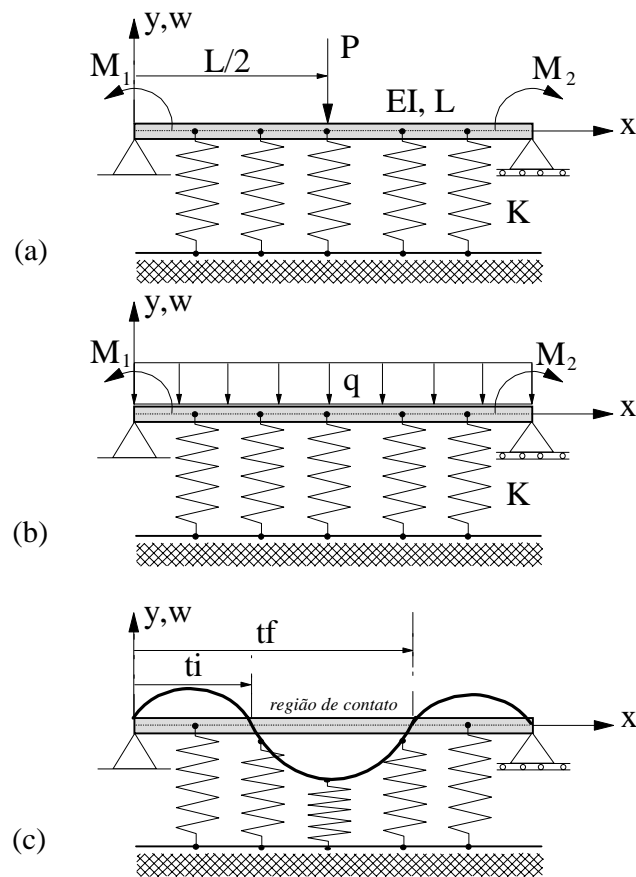 y,w
M1
L/2
P
EI, L
M2
x
K
(a)
y,w
M1
q
M2
x
K
(b)
y,w
tf
ti
região de contato
x
(c)